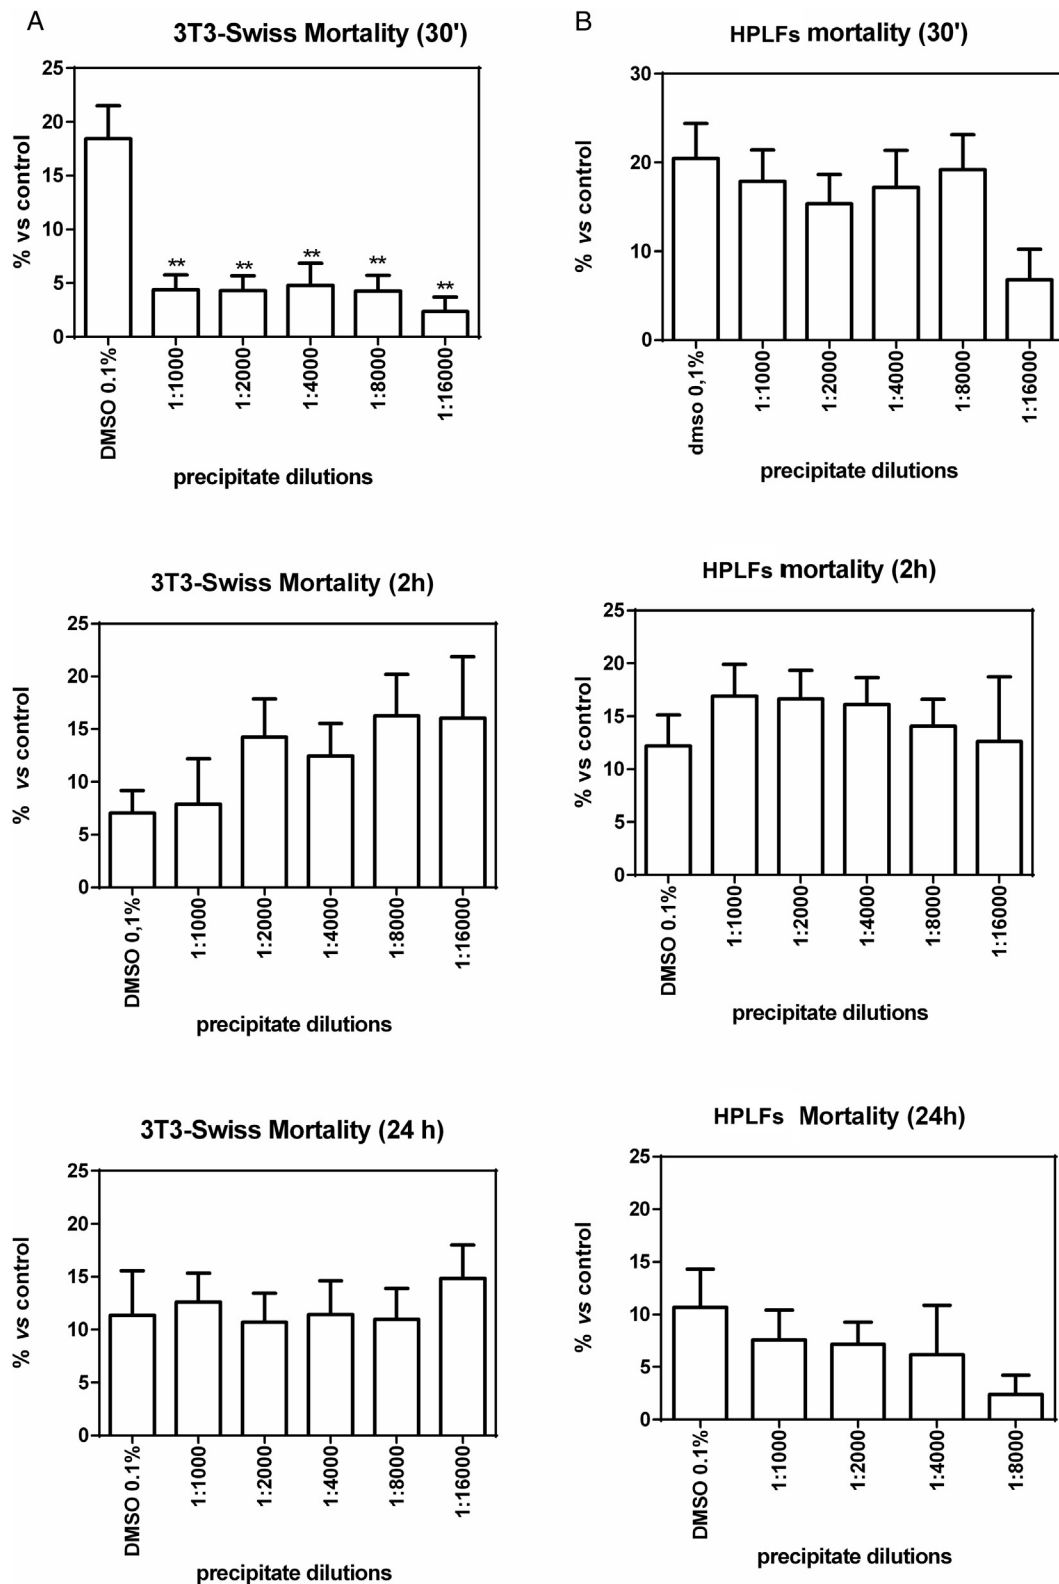 A
3T3-Swiss Mortality (30')
25
20
15
10
5
0
% vs control
** ** ** ** **
DMSO 0.1%
1:1000
1:2000
1:4000
1:8000
1:16000
precipitate dilutions
B
HPLFs mortality (30')
30
20
10
0
% vs control
dmso 0,1%
1:1000
1:2000
1:4000
1:8000
1:16000
precipitate dilutions
3T3-Swiss Mortality (2h)
25
20
15
10
5
0
% vs control
DMSO 0,1%
1:1000
1:2000
1:4000
1:8000
1:16000
precipitate dilutions
HPLFs mortality (2h)
25
20
15
10
5
0
% vs control
DMSO 0.1%
1:1000
1:2000
1:4000
1:8000
1:16000
precipitate dilutions
3T3-Swiss Mortality (24 h)
25
20
15
10
5
0
% vs control
DMSO 0.1%
1:1000
1:2000
1:4000
1:8000
1:16000
precipitate dilutions
HPLFs Mortality (24h)
25
20
15
10
5
0
% vs control
DMSO 0.1%
1:1000
1:2000
1:4000
1:8000
precipitate dilutions